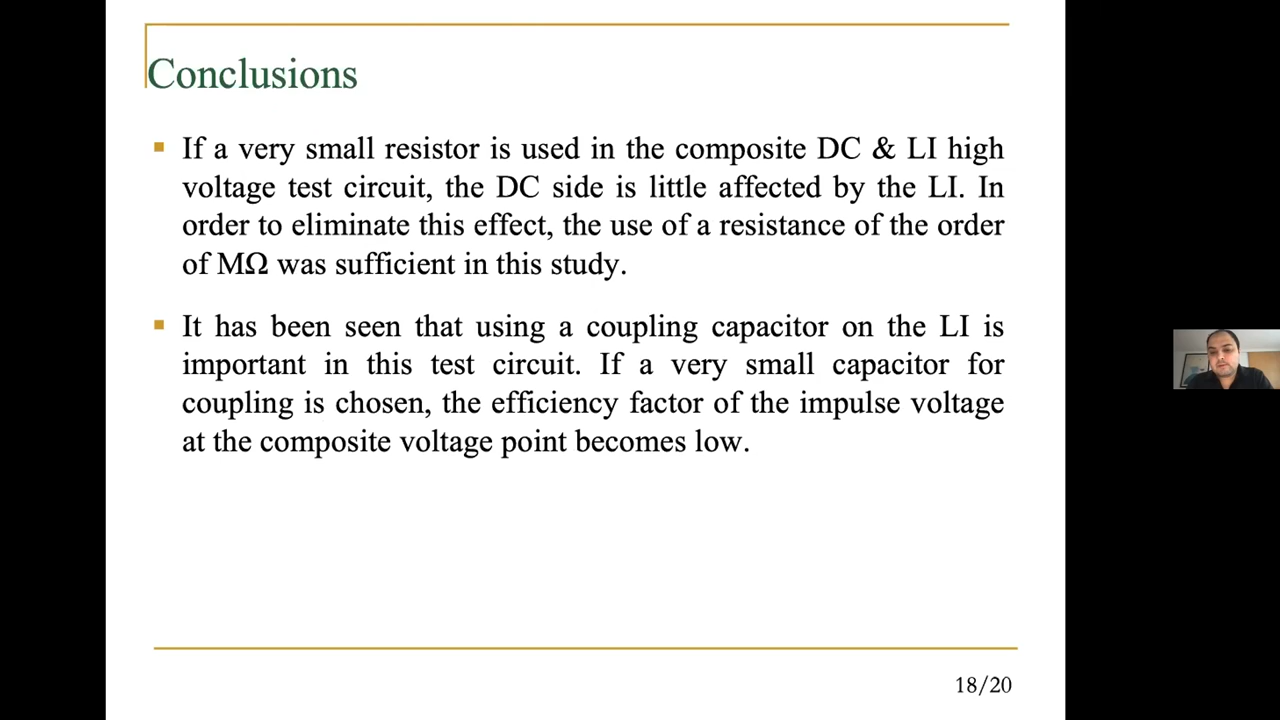 Conclusions
If a very small resistor is used in the composite DC & LI high
voltage test circuit, the DC side is little affected by the LI. In
order to eliminate this effect, the use of a resistance of the order
of MΩ was sufficient in this study.
It has been seen that using a coupling capacitor on the LI is
important in this test circuit. If a very small capacitor for
coupling is chosen, the efficiency factor of the impulse voltage
at the composite voltage point becomes low.
18/20